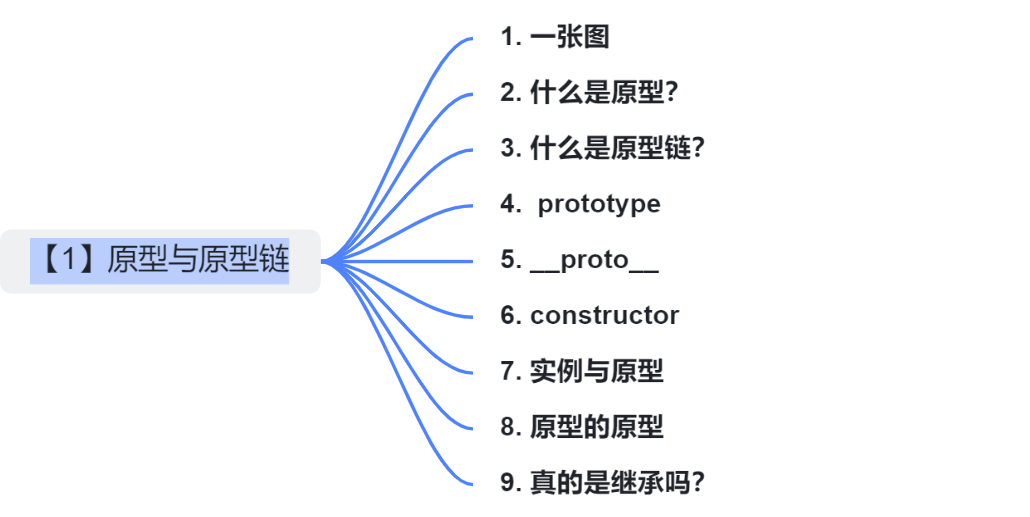 【1】原型与原型链
1. 一张图
2. 什么是原型？
3. 什么是原型链？
4.  prototype
5. __proto__
6. constructor
7. 实例与原型
8. 原型的原型
9. 真的是继承吗？